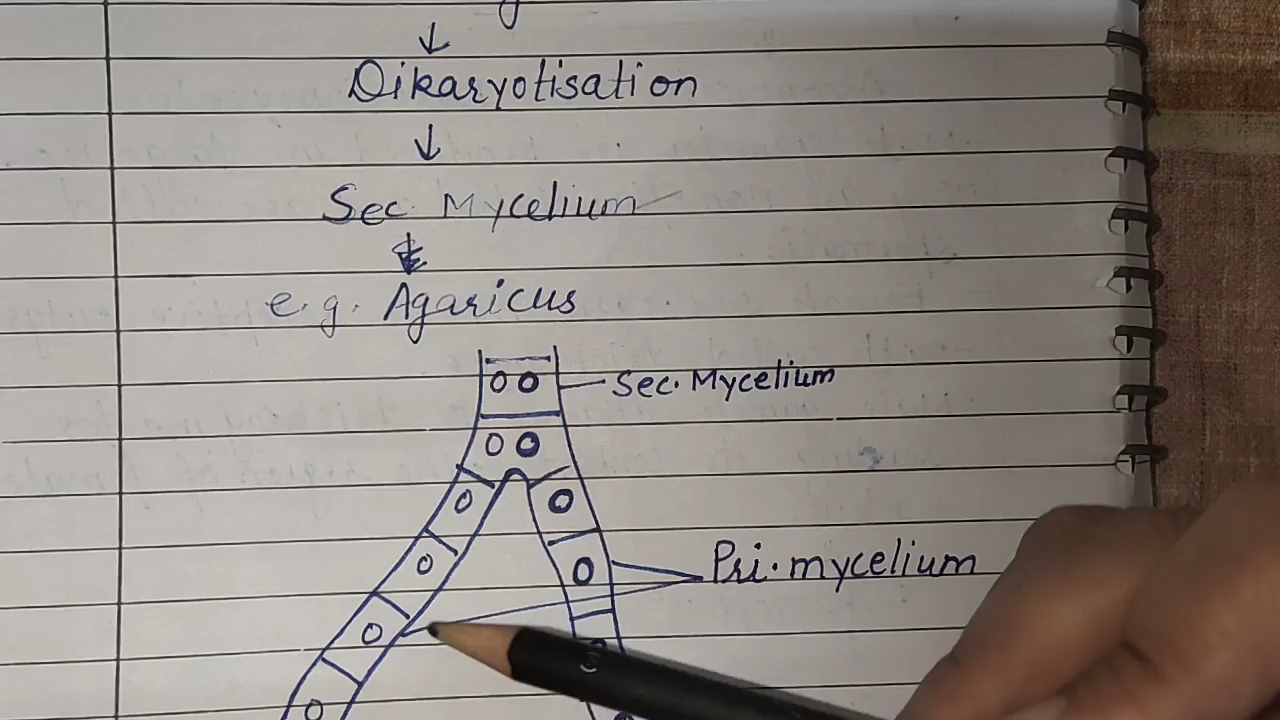 Dikaryotisation
Sec. Mycelium
e.g. Agaricus
Sec. Mycelium
Pri. mycelium